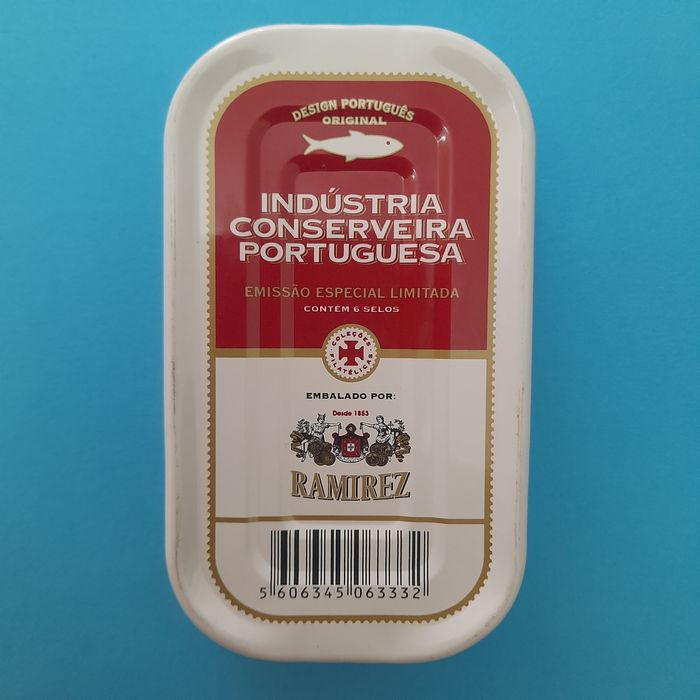 DESIGN PORTUGUÊS
ORIGINAL
INDÚSTRIA
CONSERVEIRA
PORTUGUESA
EMISSÃO ESPECIAL LIMITADA
CONTÉM 6 SELOS
COLEÇÕES
FILATÉLICAS
EMBALADO POR:
Desde 1853
RAMIREZ
5 606345 063332